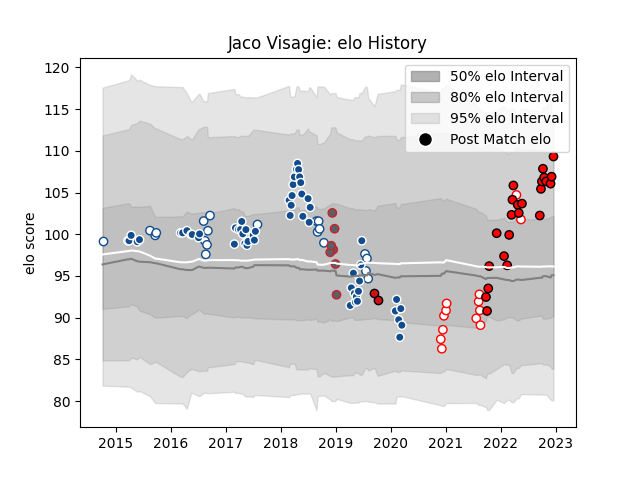 Jaco Visagie: elo History
120
115
110
105
100
95
90
85
80
elo score
50% elo Interval
80% elo Interval
95% elo Interval
Post Match elo
2015 2016 2017 2018 2019 2020 2021 2022 2023